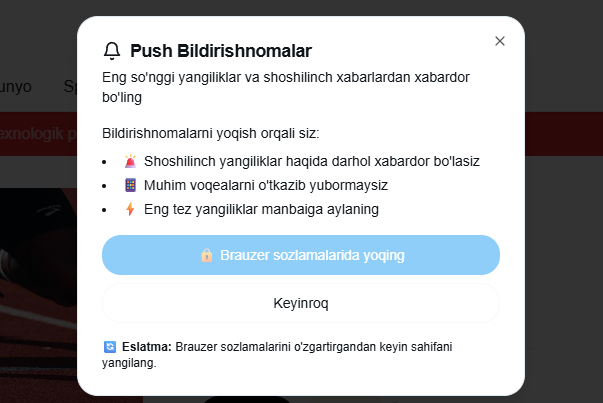 Push Bildirishnomalar
Eng so'nggi yangiliklar va shoshilinch xabarlardan xabardor
bo'ling
unyo
Sp
Bildirishnomalarni yoqish orqali siz:
exnologik p
• 🚨 Shoshilinch yangiliklar haqida darhol xabardor bo'lasiz
• 📱 Muhim voqealarni o'tkazib yubormaysiz
• ⚡ Eng tez yangiliklar manbaiga aylaning
🔒 Brauzer sozlamalarida yoqing
Keyinroq
🔄 Eslatma: Brauzer sozlamalarini o'zgartirgandan keyin sahifani
yangilang.